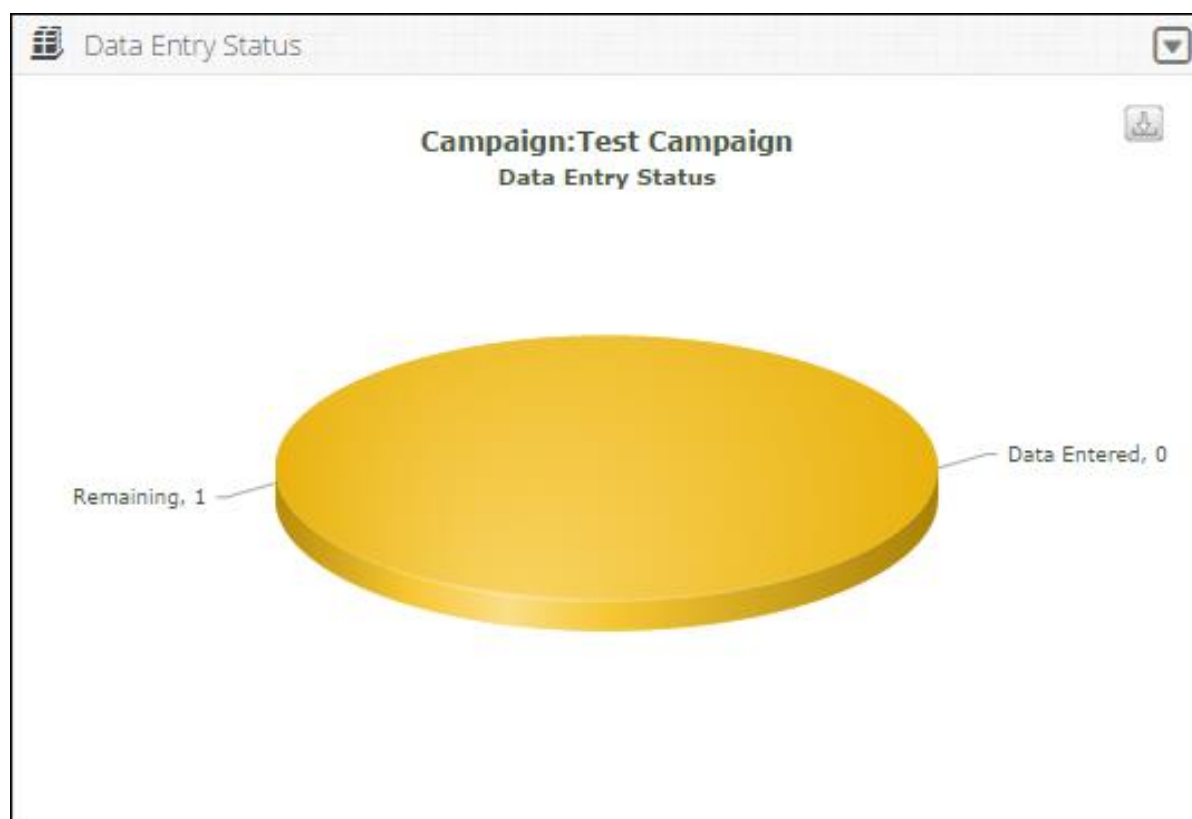 Data Entry Status
Campaign:Test Campaign
Data Entry Status
Data Entered, 0
Remaining, 1